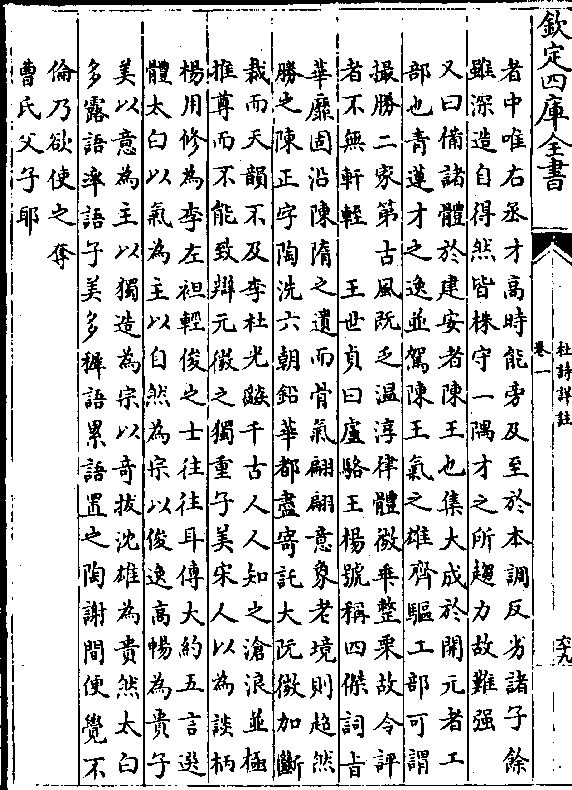 欽定四庫全書
杜詩詳註
卷一
六九
者中唯右丞才髙時能旁及至於本調反劣諸子餘
雖深造自得然皆株守一隅才之所趨力故難强
又曰備諸體於建安者陳王也集大成於開元者工
部也青蓮才之逸並駕陳王氣之雄齊驅工部可謂
撮勝二家第古風既乏温淳律體微乖整栗故令評
者不無軒輊　王世貞曰盧駱王楊號稱四傑詞旨
華靡固沿陳隋之遺而骨氣翩翩意象老境則超然
勝之陳正字陶洗六朝鉛華都盡寄託大阮微加斷
裁而天韻不及李杜光焰千古人人知之滄浪並極
推尊而不能致辯元微之獨重子美宋人以為談柄
楊用修為李左袒輕俊之士往往耳傳大約五言選
體太白以氣為主以自然為宗以俊逸高暢為貴子
美以意為主以獨造為宗以奇拔沈雄為貴然太白
多露語率語子美多穉語累語置之陶謝間便覺不
倫乃欲使之奪
曹氏父子耶